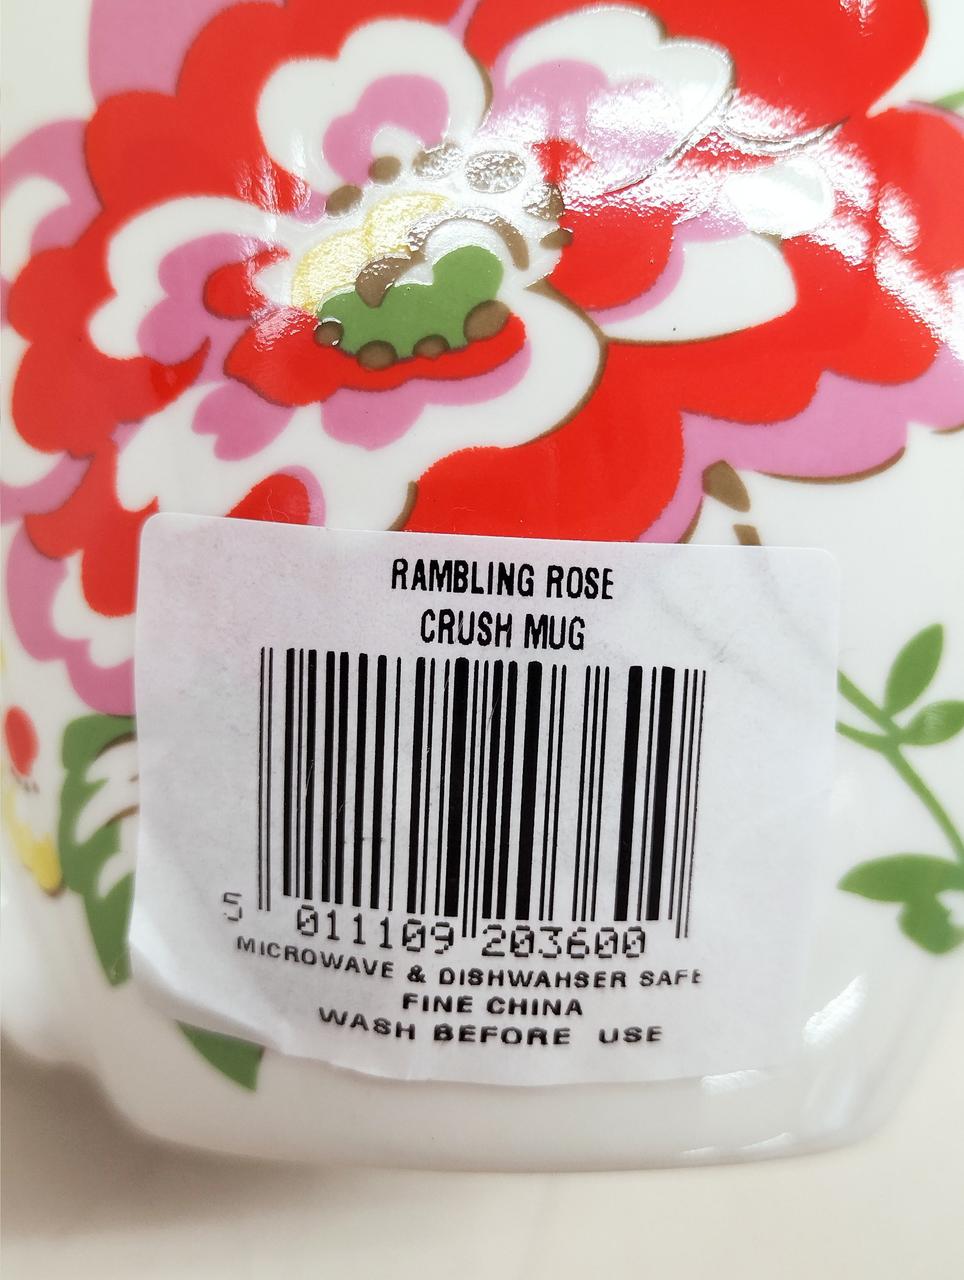 RAMBLING ROSE
CRUSH MUG
5 011109 203600
MICROWAVE & DISHWAHSER SAFE
FINE CHINA
WASH BEFORE USE